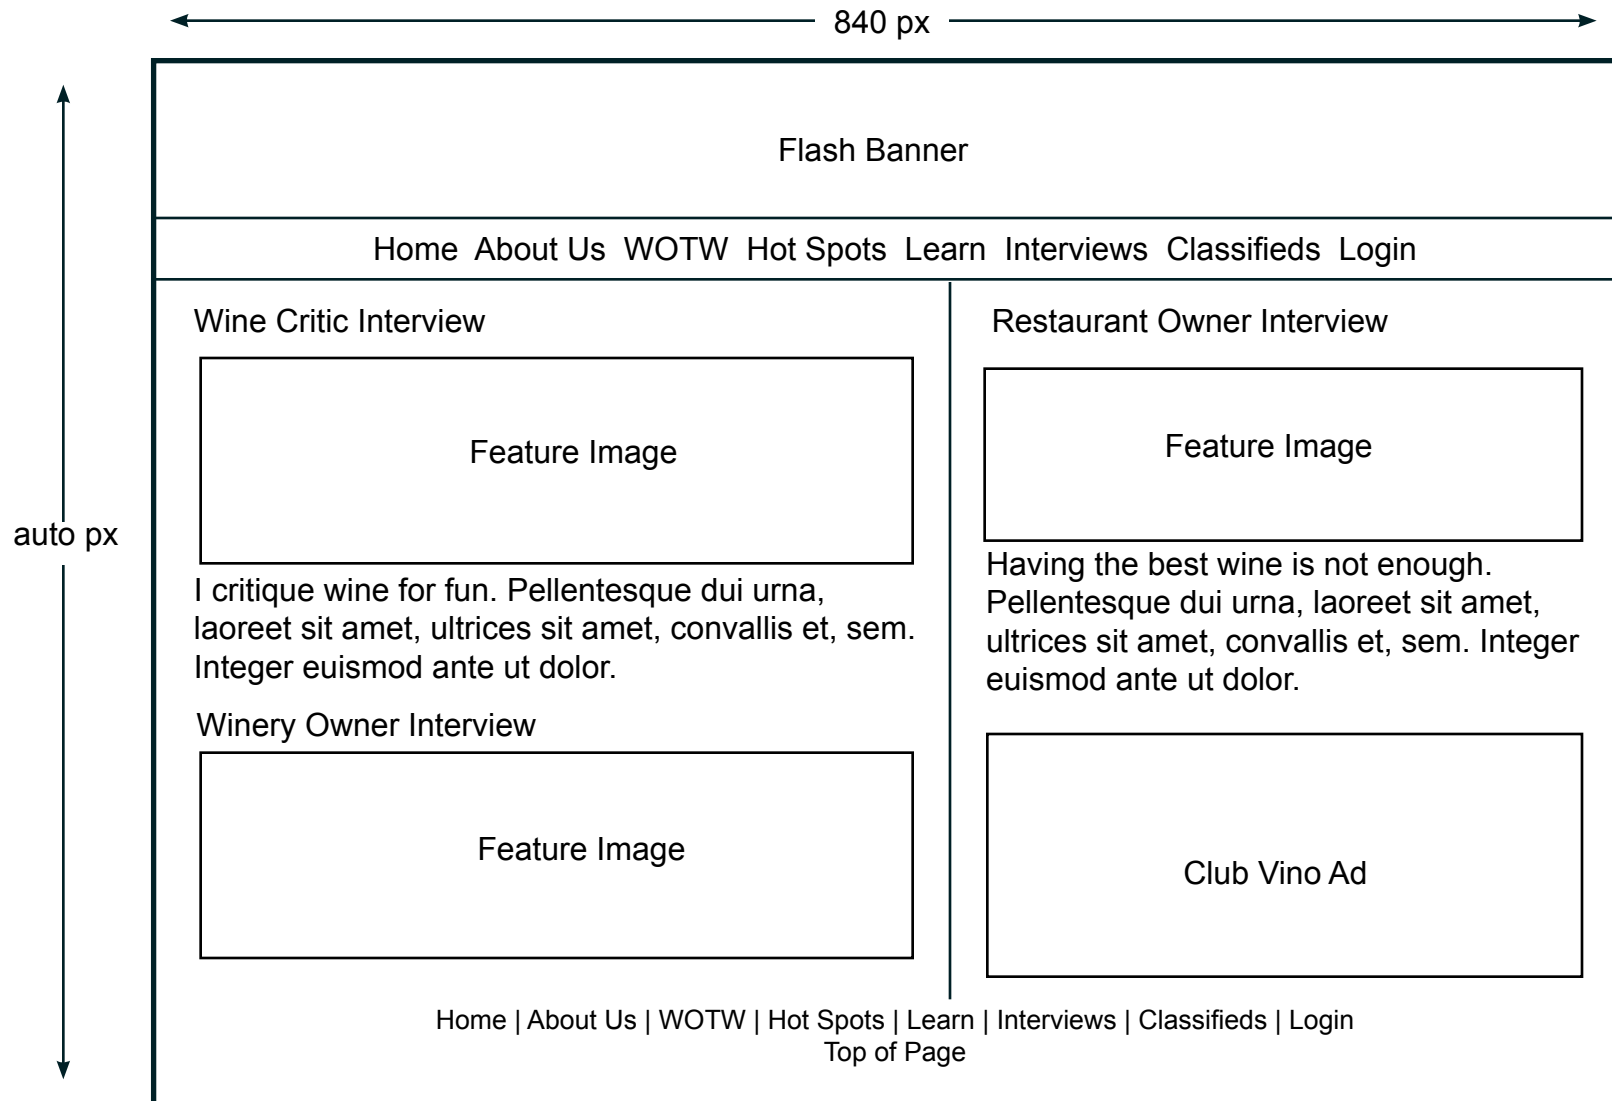 840 px
auto px
Flash Banner
Home About Us WOTW Hot Spots Learn Interviews Classifieds Login
Wine Critic Interview
Feature Image
I critique wine for fun. Pellentesque dui urna,
laoreet sit amet, ultrices sit amet, convallis et, sem.
Integer euismod ante ut dolor.
Winery Owner Interview
Feature Image
Restaurant Owner Interview
Feature Image
Having the best wine is not enough.
Pellentesque dui urna, laoreet sit amet,
ultrices sit amet, convallis et, sem. Integer
euismod ante ut dolor.
Club Vino Ad
Home | About Us | WOTW | Hot Spots | Learn | Interviews | Classifieds | Login
Top of Page